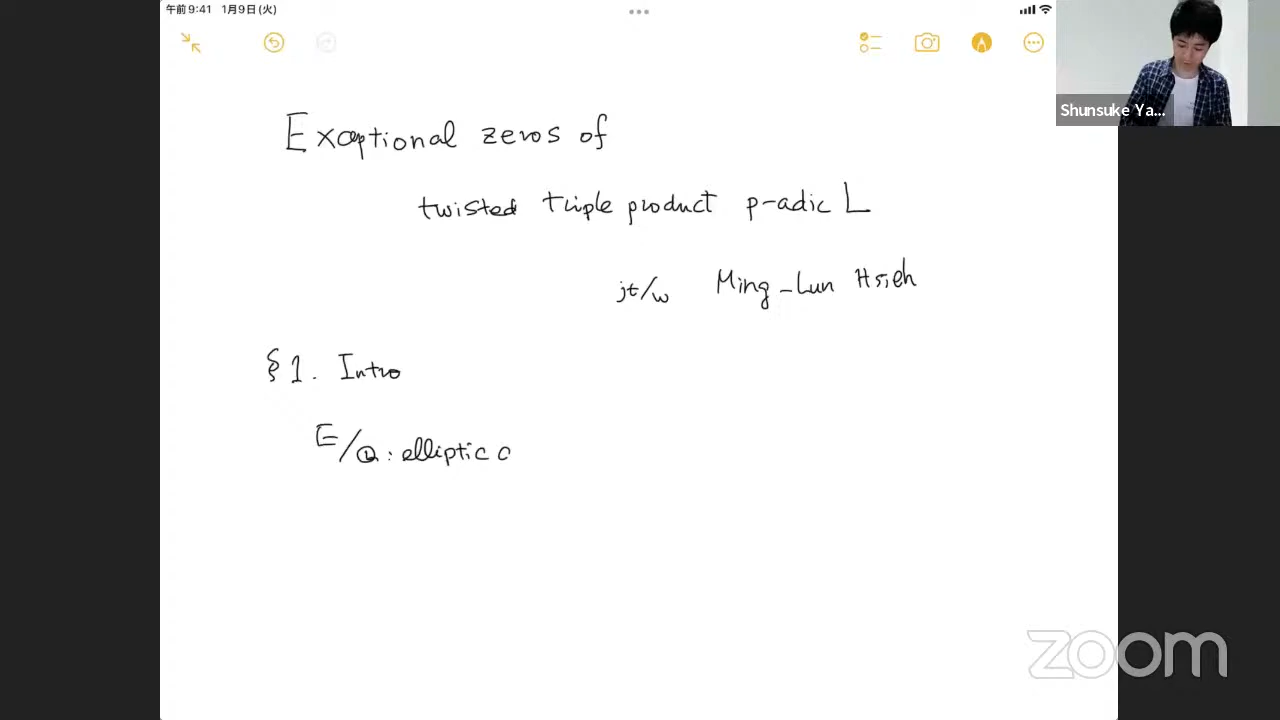 午前9:41 1月9日(火)
Shunsuke Ya...
Exceptional zeros of
twisted triple product p-adic L
jt/w Ming-Lun Hsieh
§1. Intro
E/Q : elliptic c
zoom